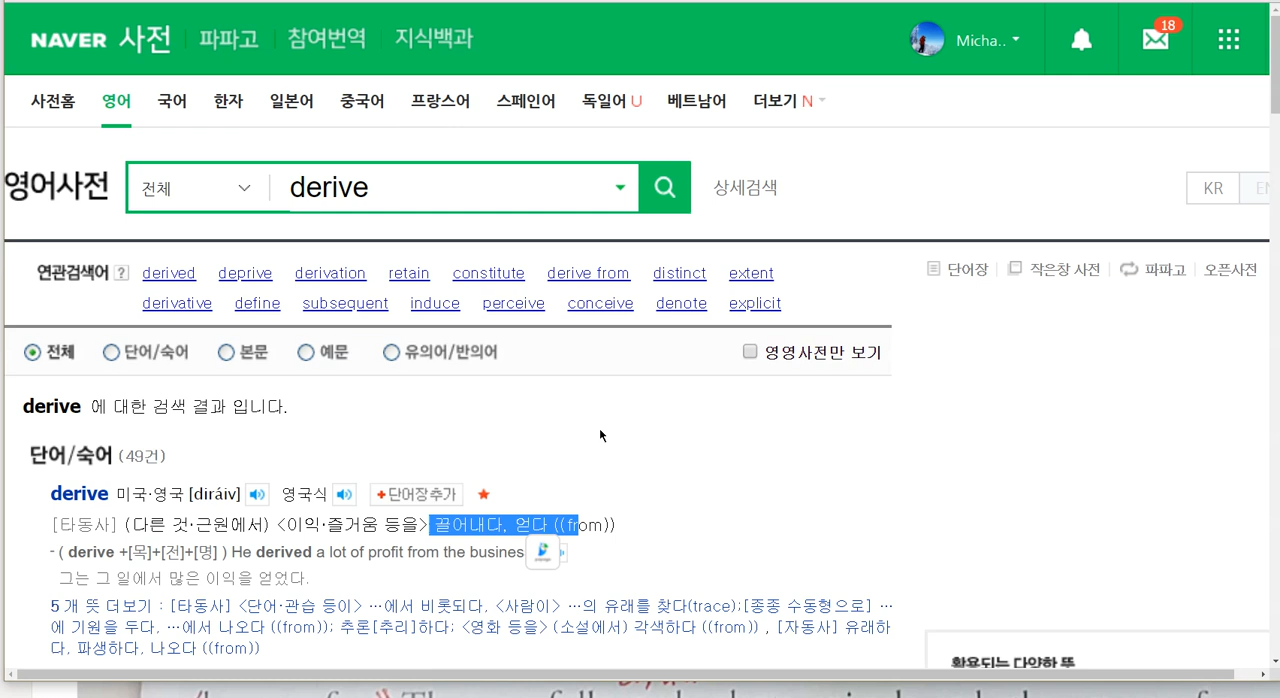 NAVER 사전 파파고 참여번역 지식백과 Micha.. 18
사전홈 영어 국어 한자 일본어 중국어 프랑스어 스페인어 독일어 U 베트남어 더보기 N
영어사전 전체 derive 상세검색 KR EN
연관검색어 ? derived deprive derivation retain constitute derive from distinct extent 단어장 작은창 사전 파파고 오픈사전
derivative define subsequent induce perceive conceive denote explicit
전체 단어/숙어 본문 예문 유의어/반의어 영영사전만 보기
derive 에 대한 검색 결과 입니다.
단어/숙어 (49건)
derive 미국·영국 [diráiv] 영국식 +단어장추가
[타동사] (다른 것·근원에서) <이익·즐거움 등을> 끌어내다, 얻다 ((from))
- ( derive +[목]+[전]+[명] ) He derived a lot of profit from the busines
그는 그 일에서 많은 이익을 얻었다.
5개 뜻 더보기 : [타동사] <단어·관습 등이> …에서 비롯되다, <사람이> …의 유래를 찾다(trace);[종종 수동형으로] …
에 기원을 두다, …에서 나오다 ((from)); 추론[추리]하다; <영화 등을> (소설에서) 각색하다 ((from)) , [자동사] 유래하
다, 파생하다, 나오다 ((from))
활용되는 다양한 뜻